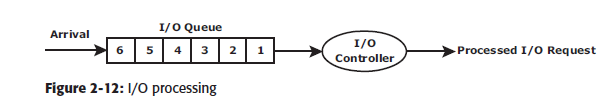 I/O Queue
Arrival
6 5 4 3 2 1
I/O
Controller
Processed I/O Request
Figure 2-12: I/O processing